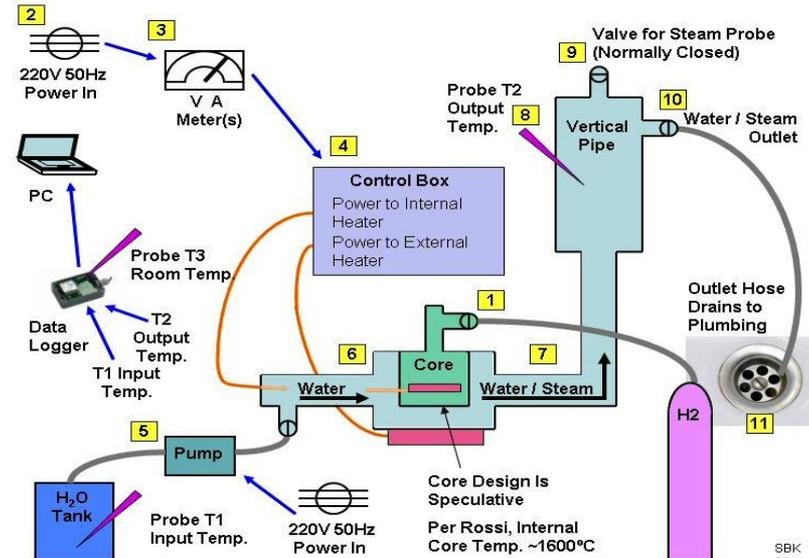 2
220V 50Hz
Power In
3
V A
Meter(s)
4
Control Box
Power to Internal
Heater
Power to External
Heater
9
Valve for Steam Probe
(Normally Closed)
Probe T2
Output
Temp.
8
Vertical
Pipe
10
Water / Steam
Outlet
PC
Probe T3
Room Temp.
Data
Logger
T2
Output
Temp.
T1 Input
Temp.
1
Core
6
Water
7
Water / Steam
Outlet Hose
Drains to
Plumbing
11
H2
5
Pump
H2O
Tank
Probe T1
Input Temp.
220V 50Hz
Power In
Core Design Is
Speculative
Per Rossi, Internal
Core Temp. ~1600°C
SBK